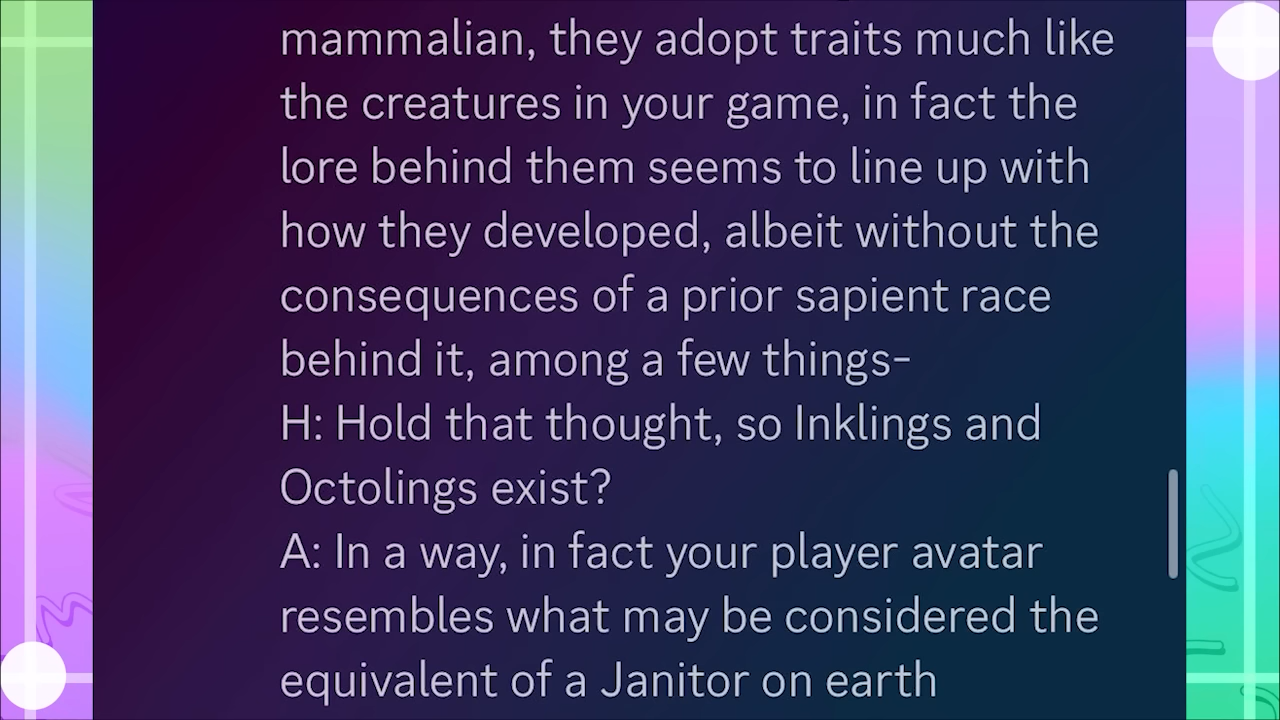 mammalian, they adopt traits much like
the creatures in your game, in fact the
lore behind them seems to line up with
how they developed, albeit without the
consequences of a prior sapient race
behind it, among a few things-
H: Hold that thought, so Inklings and
Octolings exist?
A: In a way, in fact your player avatar
resembles what may be considered the
equivalent of a Janitor on earth